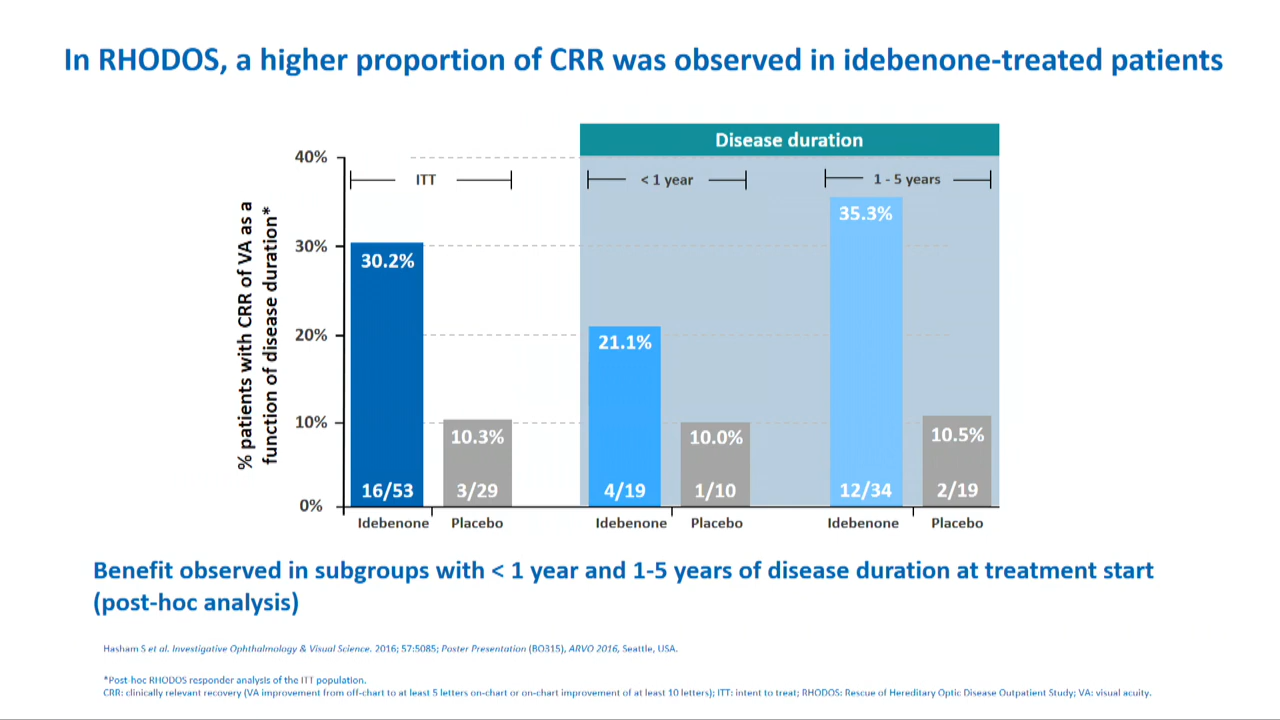 In RHODOS, a higher proportion of CRR was observed in idebenone-treated patients
Disease duration
% patients with CRR of VA as a
function of disease duration*
40%
30%
20%
10%
0%
ITT
< 1 year
1 - 5 years
30.2%
10.3%
21.1%
10.0%
35.3%
10.5%
16/53
3/29
4/19
1/10
12/34
2/19
Idebenone
Placebo
Idebenone
Placebo
Idebenone
Placebo
Benefit observed in subgroups with < 1 year and 1-5 years of disease duration at treatment start
(post-hoc analysis)
Hasham S et al. Investigative Ophthalmology & Visual Science. 2016; 57:5085; Poster Presentation (BO315), ARVO 2016, Seattle, USA.
*Post-hoc RHODOS responder analysis of the ITT population.
CRR: clinically relevant recovery (VA improvement from off-chart to at least 5 letters on-chart or on-chart improvement of at least 10 letters); ITT: intent to treat; RHODOS: Rescue of Hereditary Optic Disease Outpatient Study; VA: visual acuity.